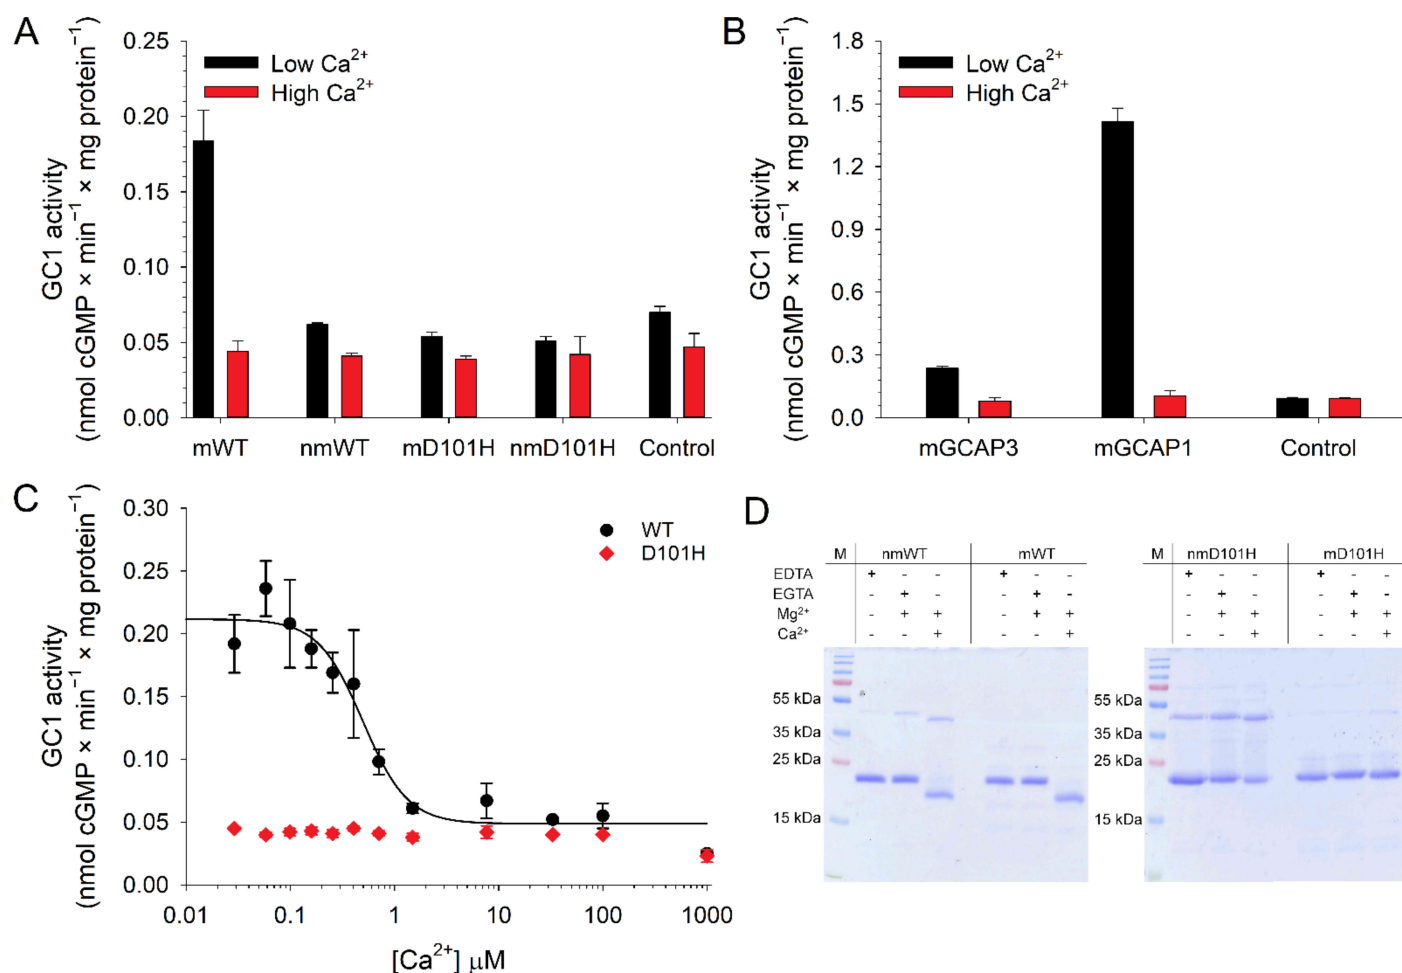 A
GC1 activity
(nmol cGMP × min⁻¹ × mg protein⁻¹)
0.25
0.20
0.15
0.10
0.05
0.00
Low Ca²⁺
High Ca²⁺
mWT nmWT mD101H nmD101H Control
B
GC1 activity
(nmol cGMP × min⁻¹ × mg protein⁻¹)
1.8
1.5
1.2
0.9
0.6
0.3
0.0
Low Ca²⁺
High Ca²⁺
mGCAP3 mGCAP1 Control
C
GC1 activity
(nmol cGMP × min⁻¹ × mg protein⁻¹)
0.30
0.25
0.20
0.15
0.10
0.05
0.00
WT
D101H
0.01 0.1 1 10 100 1000
[Ca²⁺] μM
D
M nmWT mWT
EDTA + - - + - -
EGTA - + - - + -
Mg²⁺ - + + - + +
Ca²⁺ - - + - - +
55 kDa
35 kDa
25 kDa
15 kDa
M nmD101H mD101H
+ - - + - -
- + - - + -
- + + - + +
- - + - - +
55 kDa
35 kDa
25 kDa
15 kDa